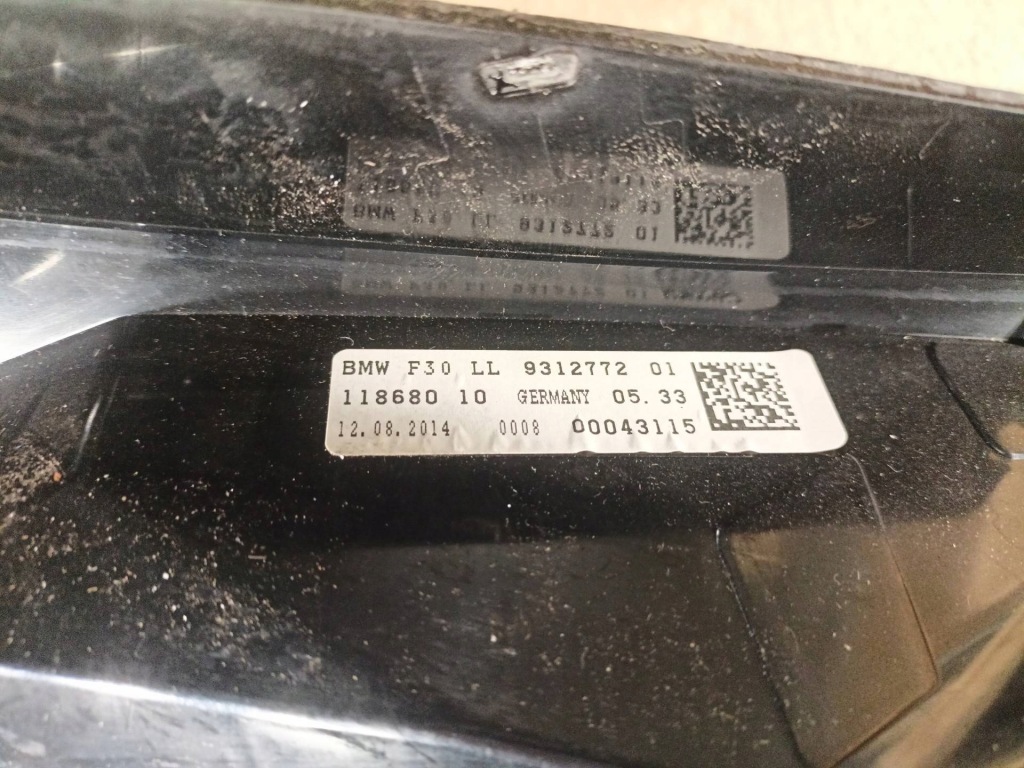 BMW F30 LL 9312772 01
118680 10 GERMANY 05.33
12.08.2014 0008 00043115